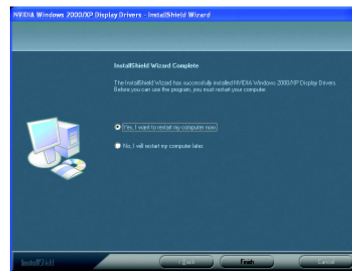 NVIDIA Windows 2000/XP Display Drivers - InstallShield Wizard
InstallShield Wizard Complete
The InstallShield Wizard has successfully installed NVIDIA Windows 2000/XP Display Drivers. Before you can use the program, you must restart your computer.
Yes, I want to restart my computer now.
No, I will restart my computer later.
InstallShield
< Back
Finish
Cancel